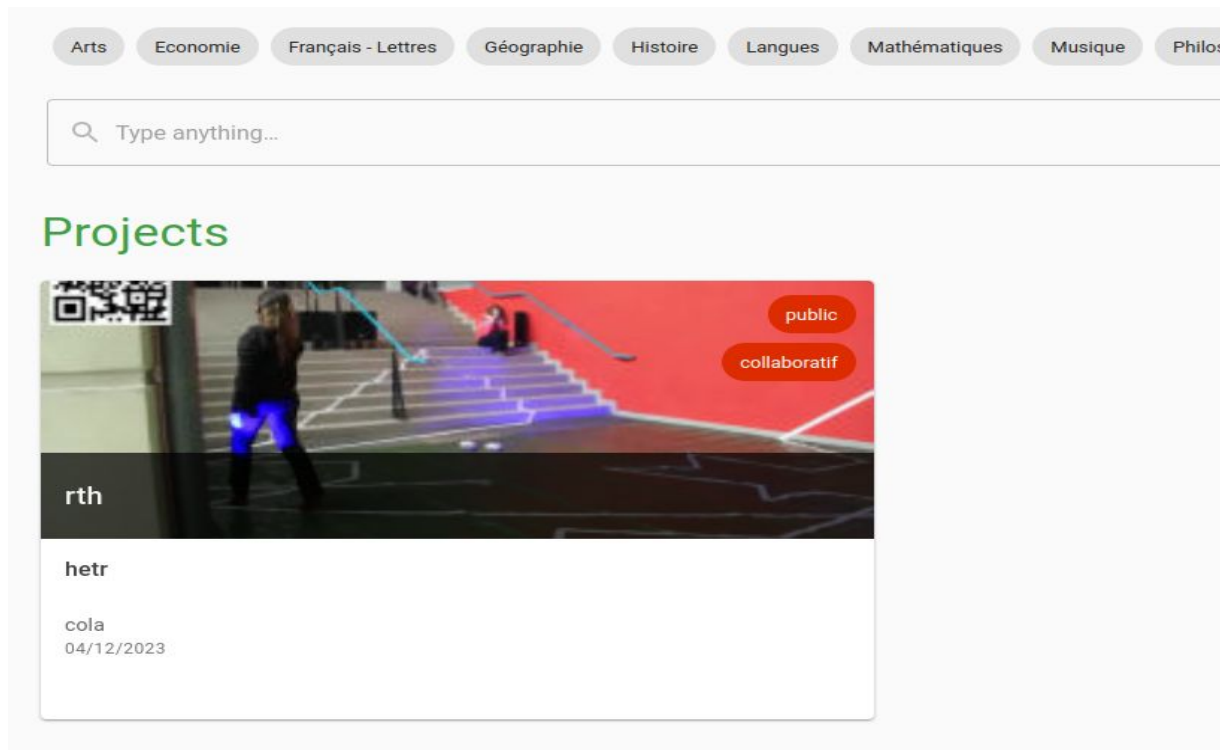 Arts Economie Français - Lettres Géographie Histoire Langues Mathématiques Musique
Type anything...
Projects
public
collaboratif
rth
hetr
cola
04/12/2023